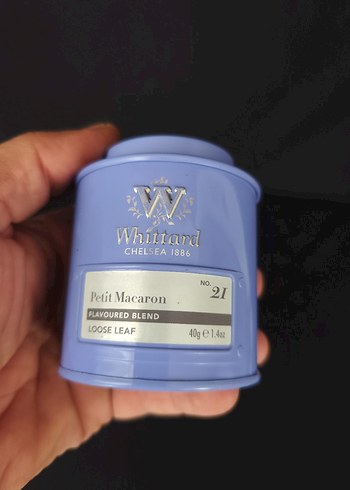 W
Whittard
CHELSEA 1886
NO.
Petit Macaron 21
FLAVOURED BLEND
LOOSE LEAF 40g ℮ 1.4oz